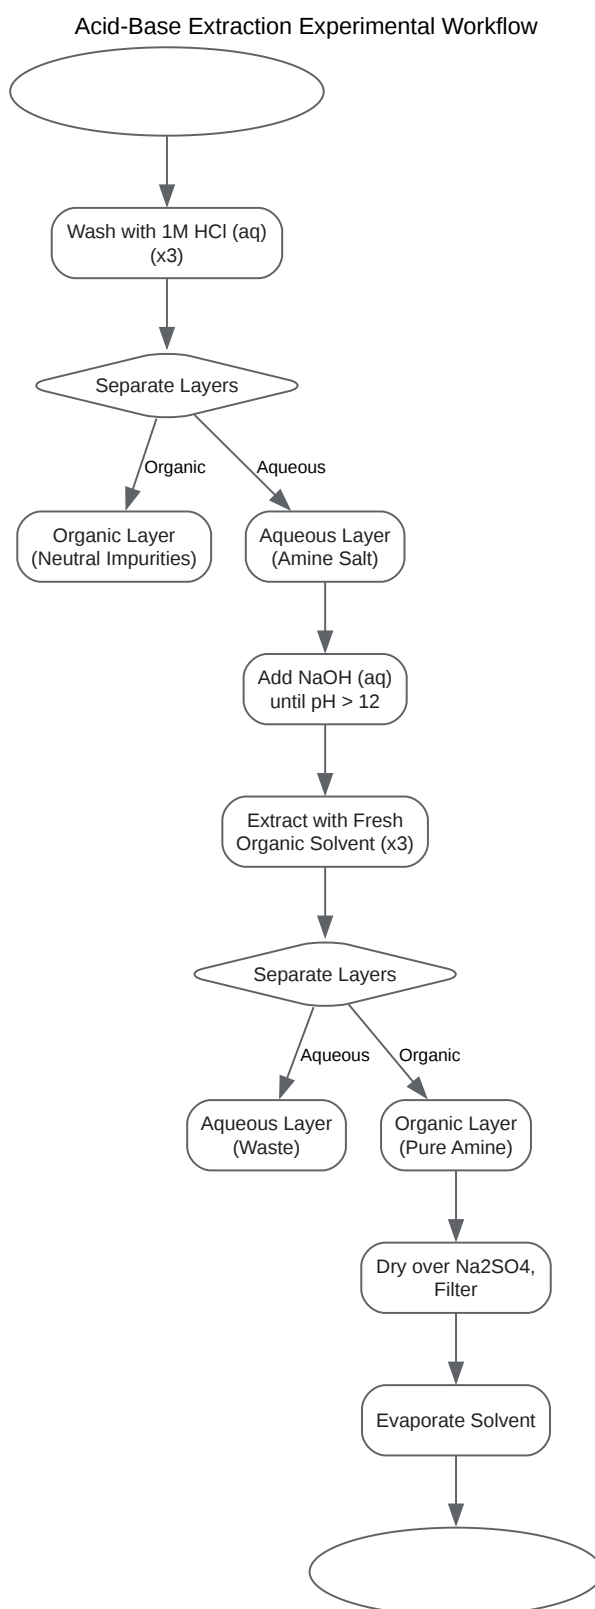 Acid-Base Extraction Experimental Workflow
Wash with 1M HCl (aq)
(x3)
Separate Layers
Organic
Aqueous
Organic Layer
(Neutral Impurities)
Aqueous Layer
(Amine Salt)
Add NaOH (aq)
until pH > 12
Extract with Fresh
Organic Solvent (x3)
Separate Layers
Aqueous
Organic
Aqueous Layer
(Waste)
Organic Layer
(Pure Amine)
Dry over Na2SO4,
Filter
Evaporate Solvent